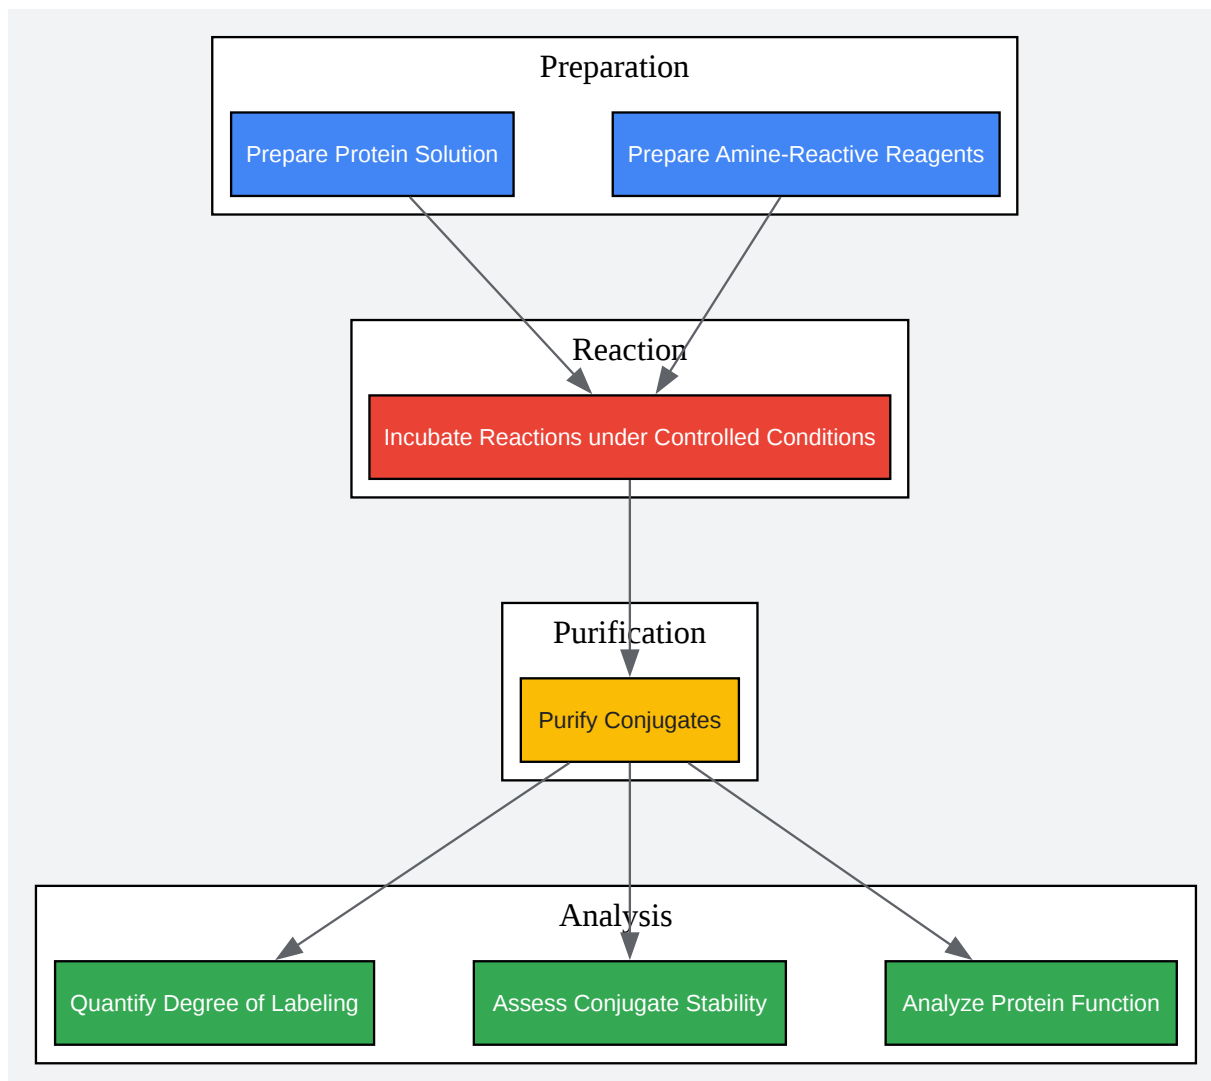 Preparation
Prepare Protein Solution
Prepare Amine-Reactive Reagents
Reaction
Incubate Reactions under Controlled Conditions
Purification
Purify Conjugates
Analysis
Quantify Degree of Labeling
Assess Conjugate Stability
Analyze Protein Function